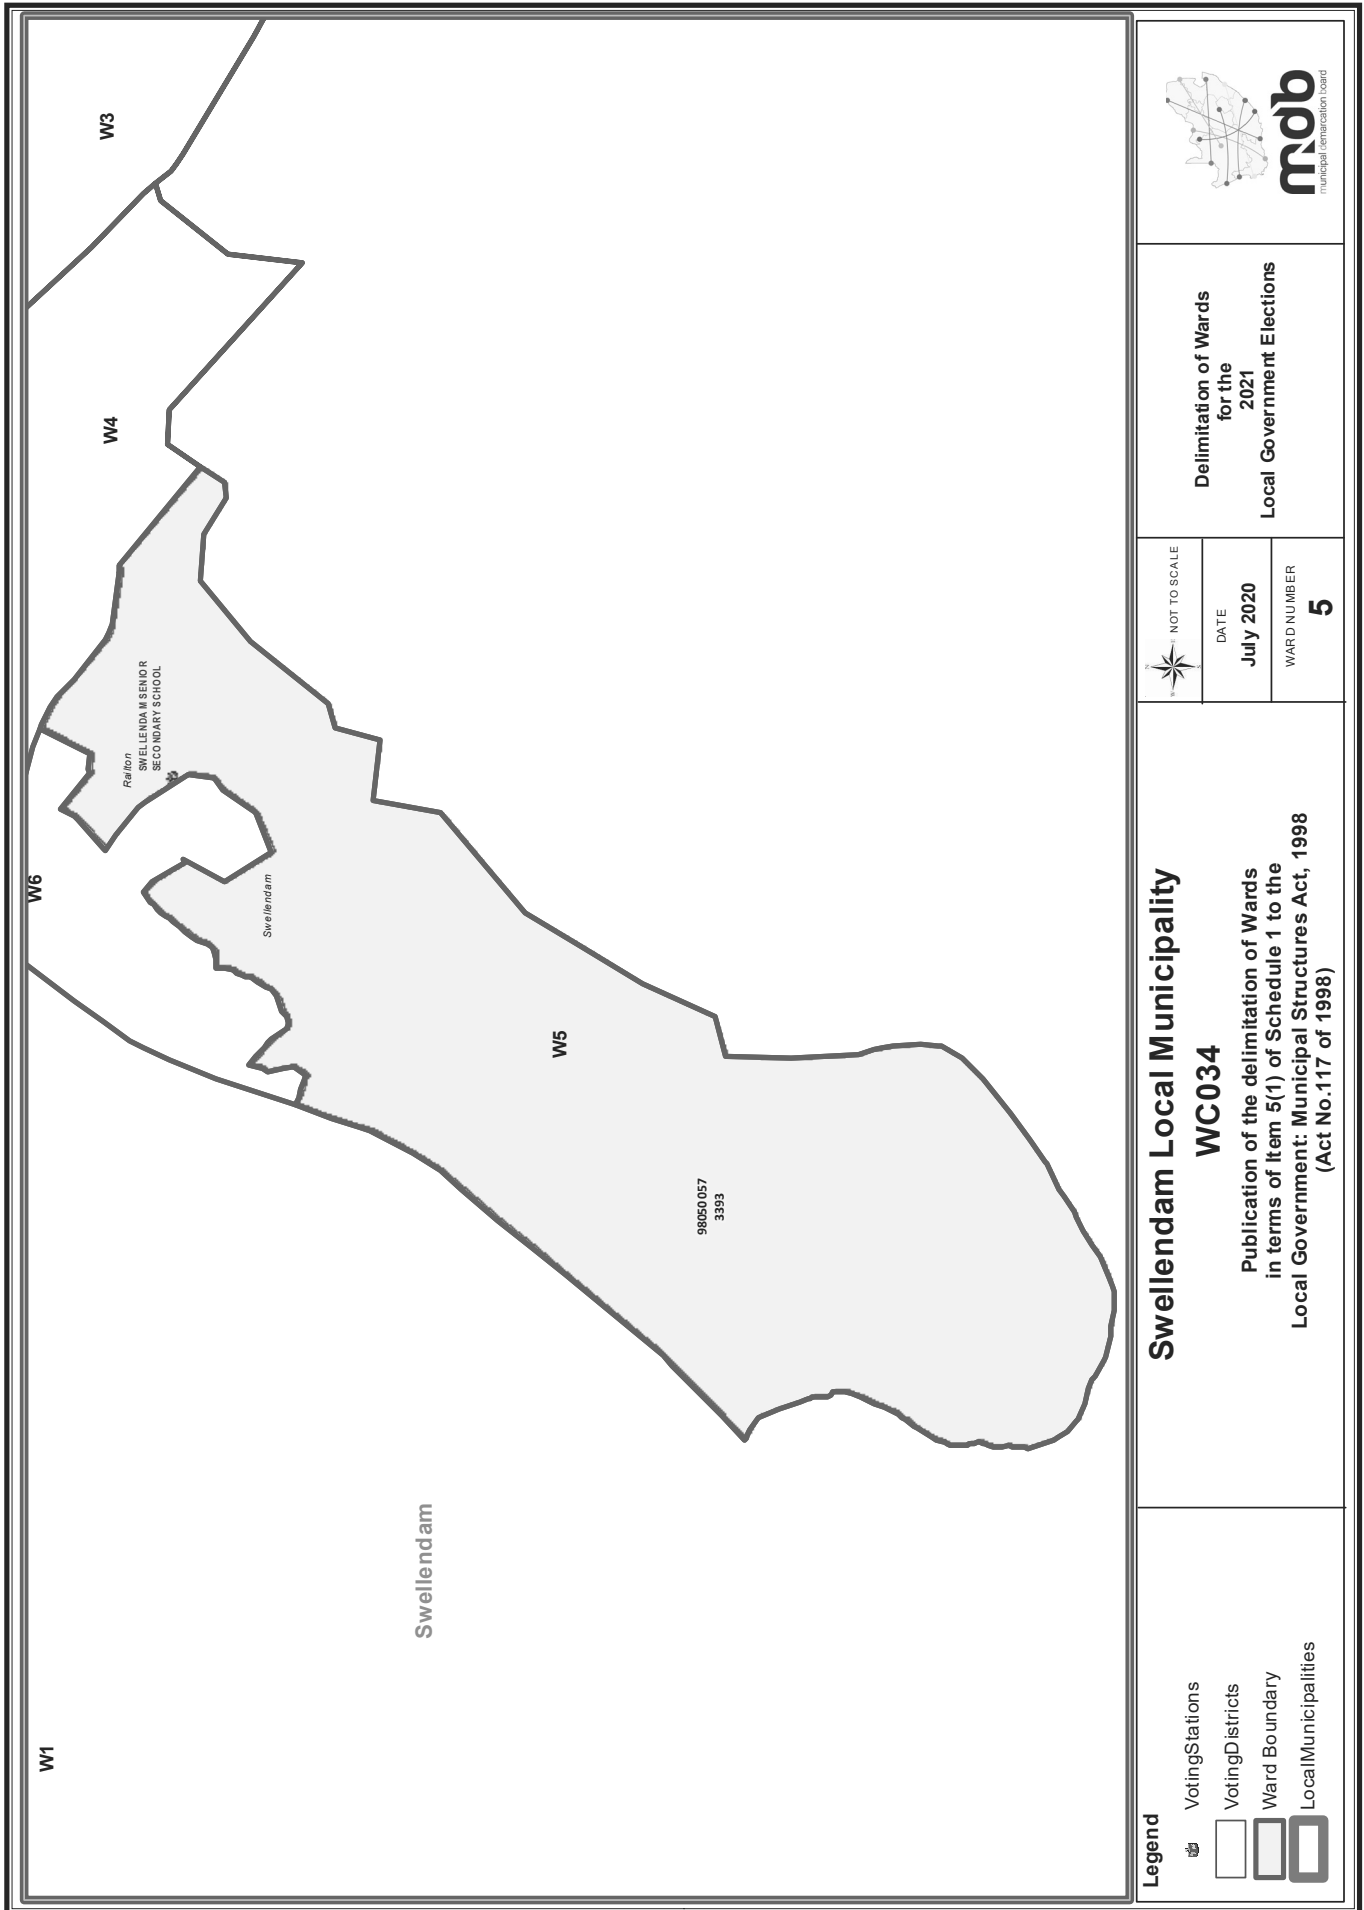 W1
W6
W4
W3
Railton
SWELLENDAM SENIOR
SECONDARY SCHOOL
Swellendam
Swellendam
W5
98050057
3393
Legend
VotingStations
VotingDistricts
Ward Boundary
LocalMunicipalities
Swellendam Local Municipality
WC034
Publication of the delimitation of Wards
in terms of Item 5(1) of Schedule 1 to the
Local Government: Municipal Structures Act, 1998
(Act No.117 of 1998)
N
W E
S
NOT TO SCALE
DATE
July 2020
WARD NUMBER
5
Delimitation of Wards
for the
2021
Local Government Elections
mdb
municipal demarcation board